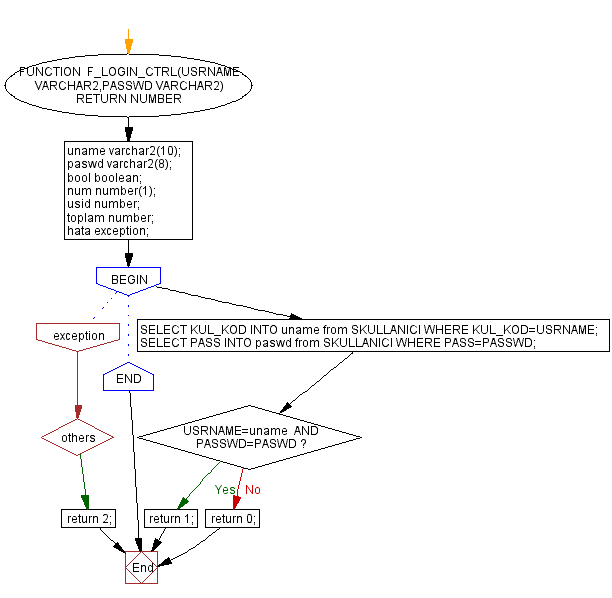 FUNCTION F_LOGIN_CTRL(USRNAME
VARCHAR2,PASSWD VARCHAR2)
RETURN NUMBER
uname varchar2(10);
paswd varchar2(8);
bool boolean;
num number(1);
usid number;
toplam number;
hata exception;
BEGIN
exception
SELECT KUL_KOD INTO uname from SKULLANICI WHERE KUL_KOD=USRNAME;
SELECT PASS INTO paswd from SKULLANICI WHERE PASS=PASSWD;
END
others
USRNAME=uname AND
PASSWD=PASWD ?
Yes
No
return 2;
return 1;
return 0;
End